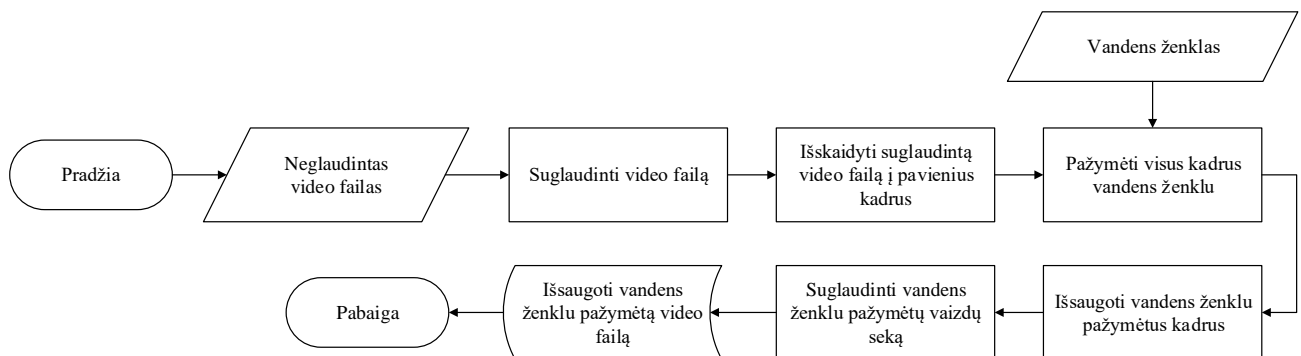 Vandens ženklas
Pradžia
Neglaudintas
video failas
Suglaudinti video failą
Išskaidyti suglaudintą
video failą į pavienius
kadrus
Pažymėti visus kadrus
vandens ženklu
Išsaugoti vandens ženklu
pažymėtus kadrus
Suglaudinti vandens
ženklu pažymėtų vaizdų
seką
Išsaugoti vandens
ženklu pažymėtą video
failą
Pabaiga